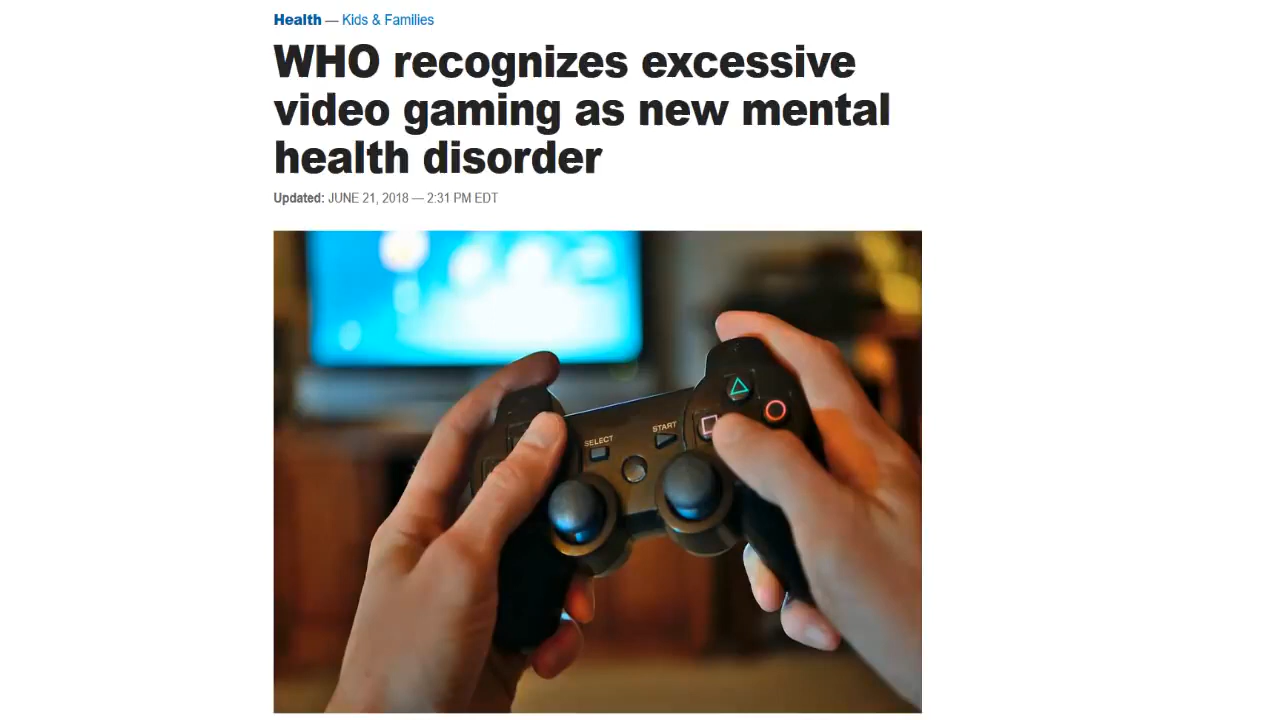 Health — Kids & Families
WHO recognizes excessive
video gaming as new mental
health disorder
Updated: JUNE 21, 2018 — 2:31 PM EDT
SELECT
START